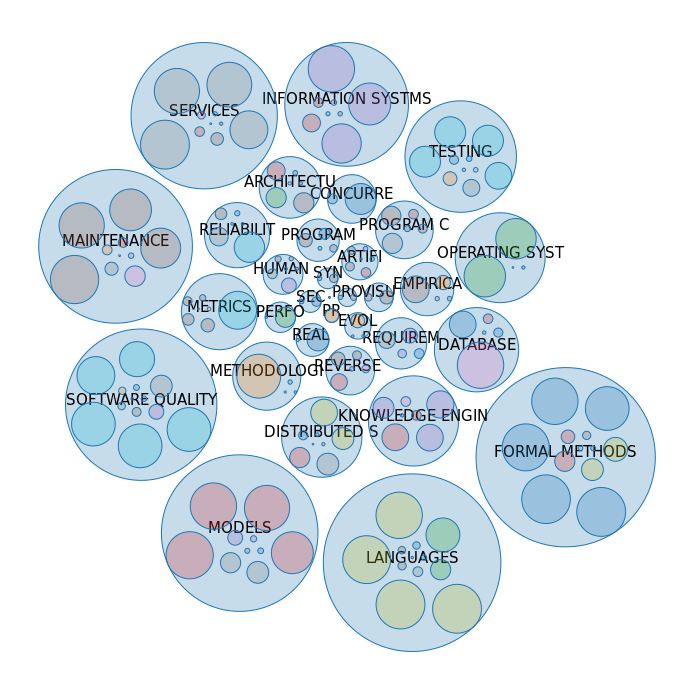 INFORMATION SYSTMS
SERVICES
TESTING
ARCHITECTU
CONCURRE
PROGRAM C
RELIABILIT
PROGRAM
MAINTENANCE
OPERATING SYST
ARTIFI
HUMAN
SYN
EMPIRICA
PROVISU
SEC
METRICS
PERFO
PR
EVOL
REAL
REQUIREM
DATABASE
METHODOLOGI
REVERSE
SOFTWARE QUALITY
KNOWLEDGE ENGIN
DISTRIBUTED S
FORMAL METHODS
MODELS
LANGUAGES